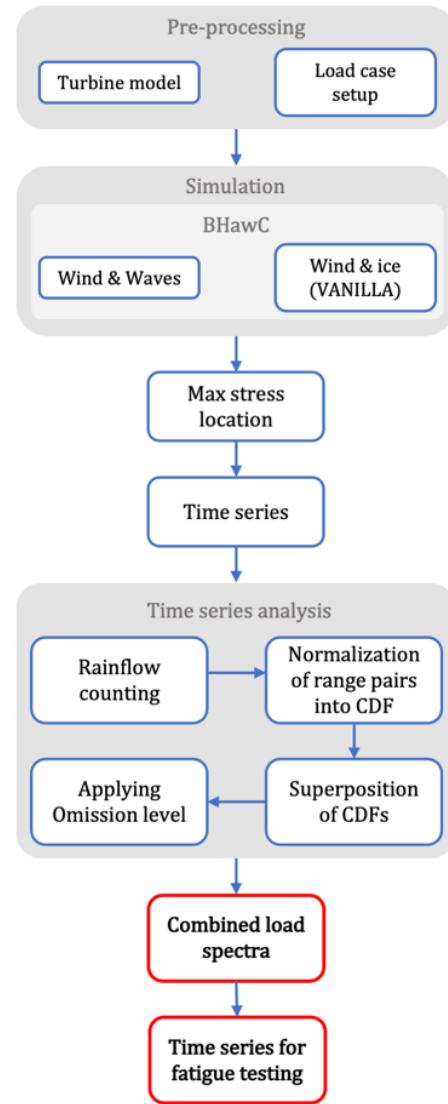 Pre-processing
Turbine model
Load case
setup
Simulation
BHawC
Wind & Waves
Wind & ice
(VANILLA)
Max stress
location
Time series
Time series analysis
Rainflow
counting
Normalization
of range pairs
into CDF
Applying
Omission level
Superposition
of CDFs
Combined load
spectra
Time series for
fatigue testing